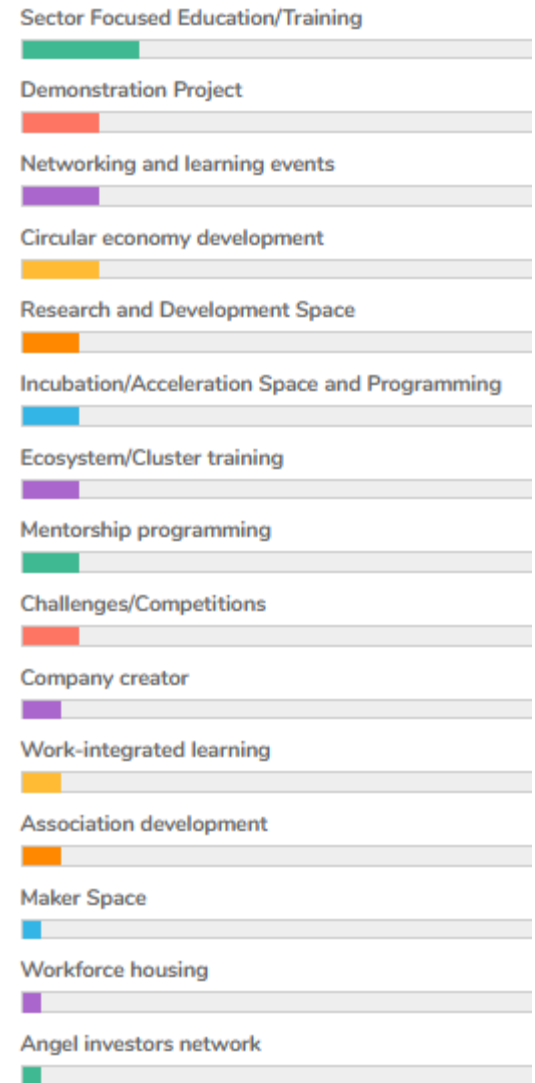 Sector Focused Education/Training
Demonstration Project
Networking and learning events
Circular economy development
Research and Development Space
Incubation/Acceleration Space and Programming
Ecosystem/Cluster training
Mentorship programming
Challenges/Competitions
Company creator
Work-integrated learning
Association development
Maker Space
Workforce housing
Angel investors network